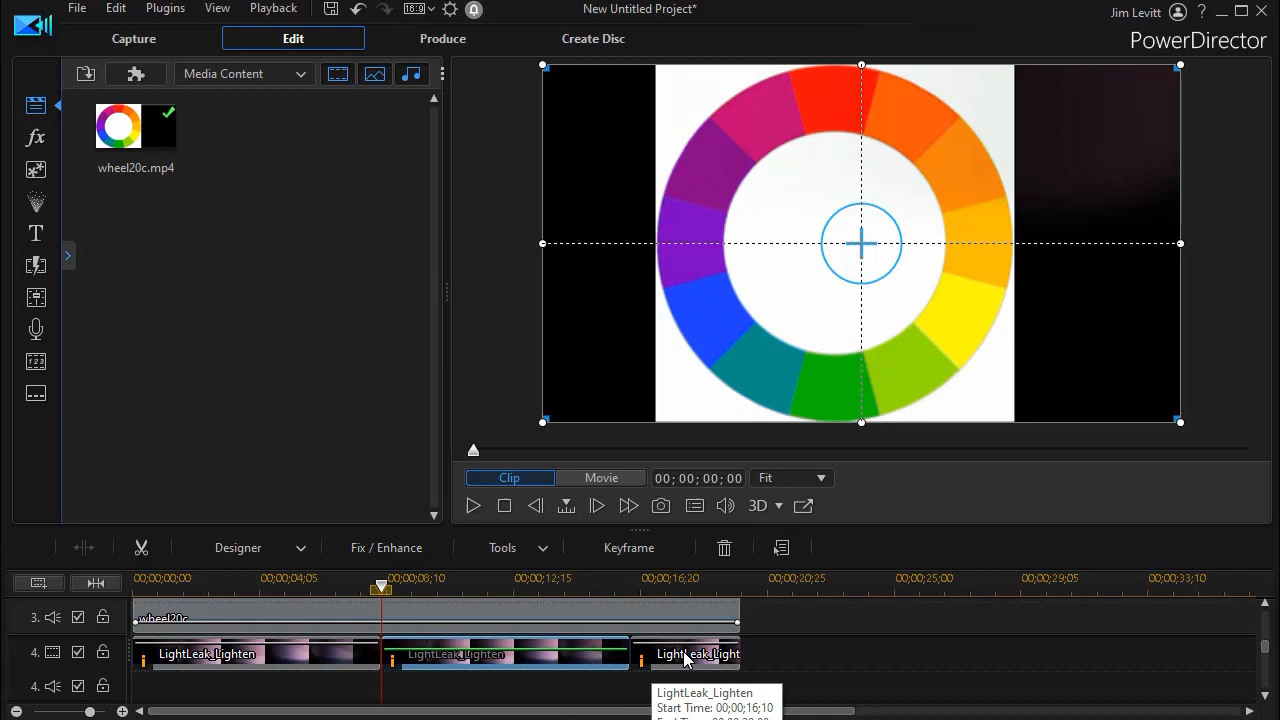 File Edit Plugins View Playback 16:9 New Untitled Project* Jim Levitt ?
Capture Edit Produce Create Disc PowerDirector
Media Content
wheel20c.mp4
fx
T
1 2 3
Clip Movie 00; 00; 00; 00 Fit
3D
Designer Fix / Enhance Tools Keyframe
00;00;00;00 00;00;04;05 00;00;08;10 00;00;12;15 00;00;16;20 00;00;20;25 00;00;25;00 00;00;29;05 00;00;33;10
3. wheel20c
4. LightLeak_Lighten LightLeak_Lighten LightLeak_Light
4.
LightLeak_Lighten
Start Time: 00;00;16;10